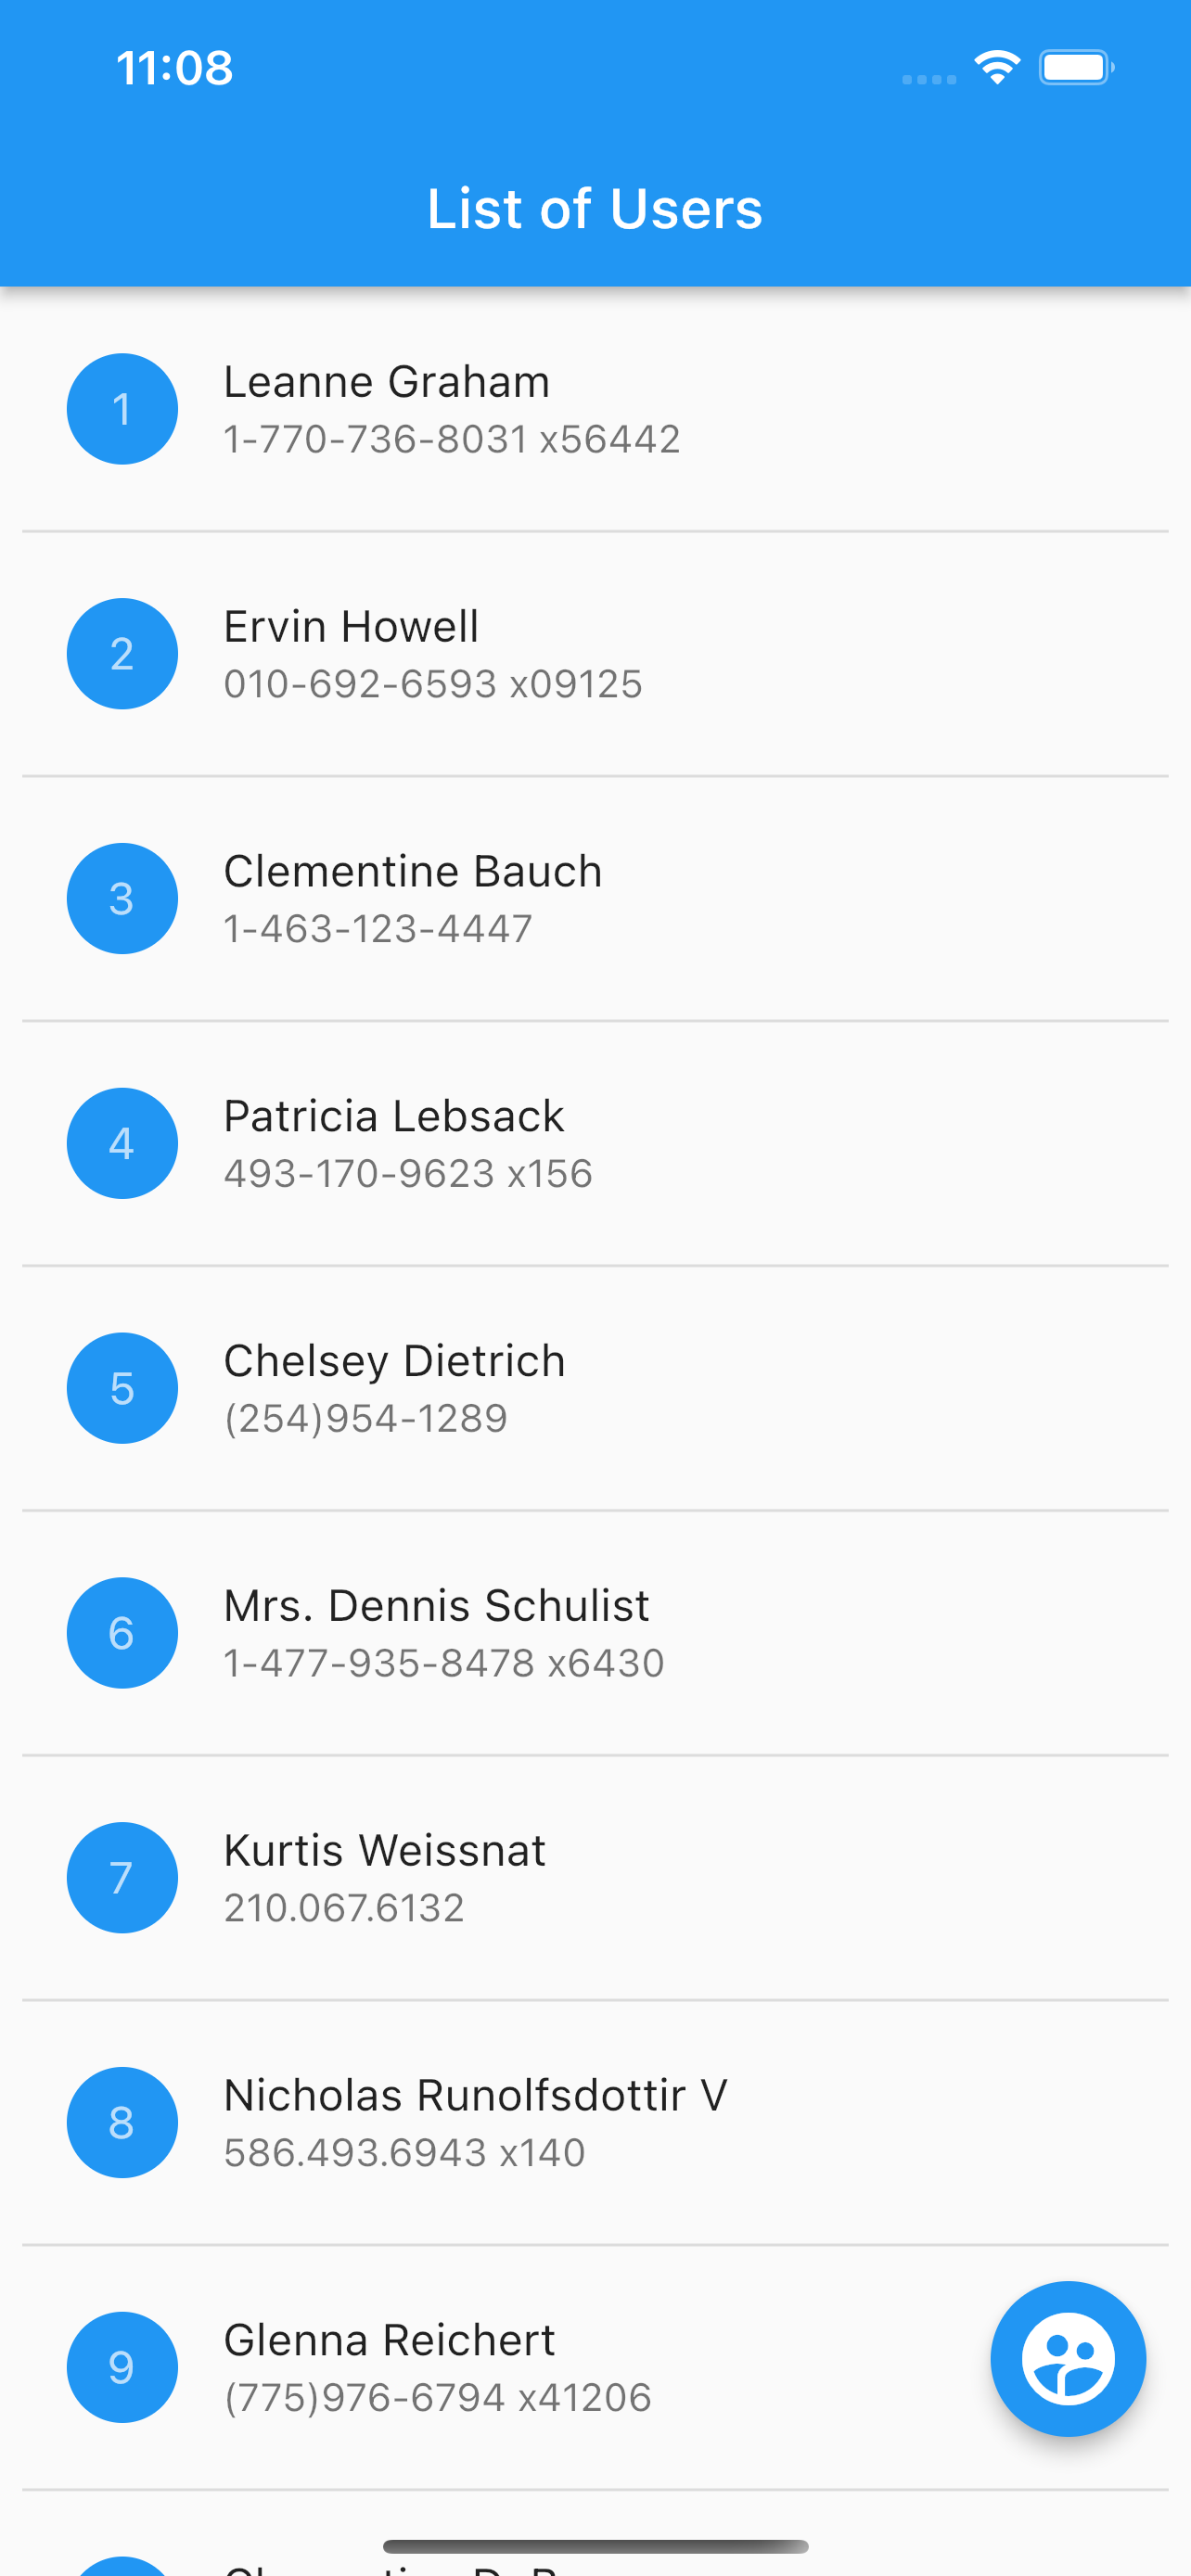 11:08
List of Users
1
Leanne Graham
1-770-736-8031 x56442
2
Ervin Howell
010-692-6593 x09125
3
Clementine Bauch
1-463-123-4447
4
Patricia Lebsack
493-170-9623 x156
5
Chelsey Dietrich
(254)954-1289
6
Mrs. Dennis Schulist
1-477-935-8478 x6430
7
Kurtis Weissnat
210.067.6132
8
Nicholas Runolfsdottir V
586.493.6943 x140
9
Glenna Reichert
(775)976-6794 x41206